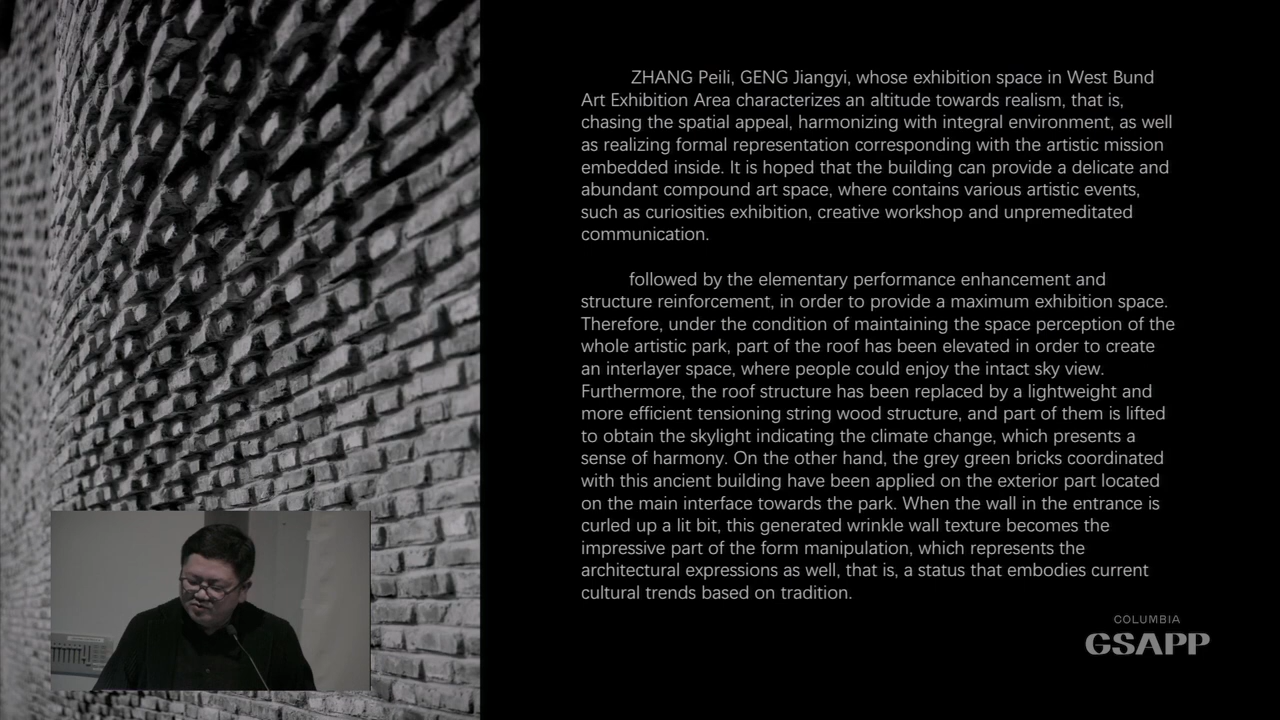 ZHANG Peili, GENG Jiangyi, whose exhibition space in West Bund
Art Exhibition Area characterizes an altitude towards realism, that is,
chasing the spatial appeal, harmonizing with integral environment, as well
as realizing formal representation corresponding with the artistic mission
embedded inside. It is hoped that the building can provide a delicate and
abundant compound art space, where contains various artistic events,
such as curiosities exhibition, creative workshop and unpremeditated
communication.
followed by the elementary performance enhancement and
structure reinforcement, in order to provide a maximum exhibition space.
Therefore, under the condition of maintaining the space perception of the
whole artistic park, part of the roof has been elevated in order to create
an interlayer space, where people could enjoy the intact sky view.
Furthermore, the roof structure has been replaced by a lightweight and
more efficient tensioning string wood structure, and part of them is lifted
to obtain the skylight indicating the climate change, which presents a
sense of harmony. On the other hand, the grey green bricks coordinated
with this ancient building have been applied on the exterior part located
on the main interface towards the park. When the wall in the entrance is
curled up a lit bit, this generated wrinkle wall texture becomes the
impressive part of the form manipulation, which represents the
architectural expressions as well, that is, a status that embodies current
cultural trends based on tradition.
COLUMBIA
GSAPP